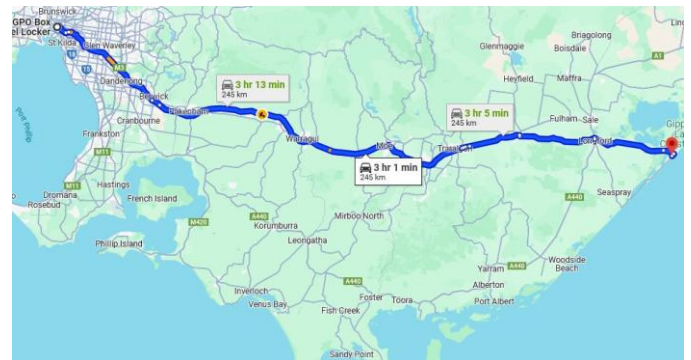 Brunswick
GPO Box
el Locker
St Kilda
Glen Waverley
M3
Dandenong
Berwick
Pakenham
Cranbourne
Frankston
Port Phillip
M11
M11
Hastings
Dromana
Rosebud
French Island
M420
Phillip Island
A440
Korumburra
Leongatha
Inverloch
Venus Bay
Fish Creek
Sandy Point
Foster
Toora
A440
Mirboo North
Warragul
Moe
Traralgon
3 hr 13 min
245 km
3 hr 1 min
245 km
3 hr 5 min
245 km
Glenmaggie
Heyfield
Briagolong
Boisdale
Maffra
A1
Fulham
Sale
Longford
Gipp
Seaspray
Yarram
Alberton
Port Albert
Woodside
Beach
A440